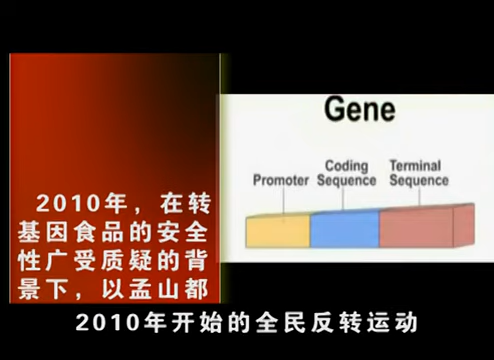 2010年，在转
基因食品的安全
性广受质疑的背
景下，以孟山都
Gene
Promoter
Coding
Sequence
Terminal
Sequence
2010年开始的全民反转运动